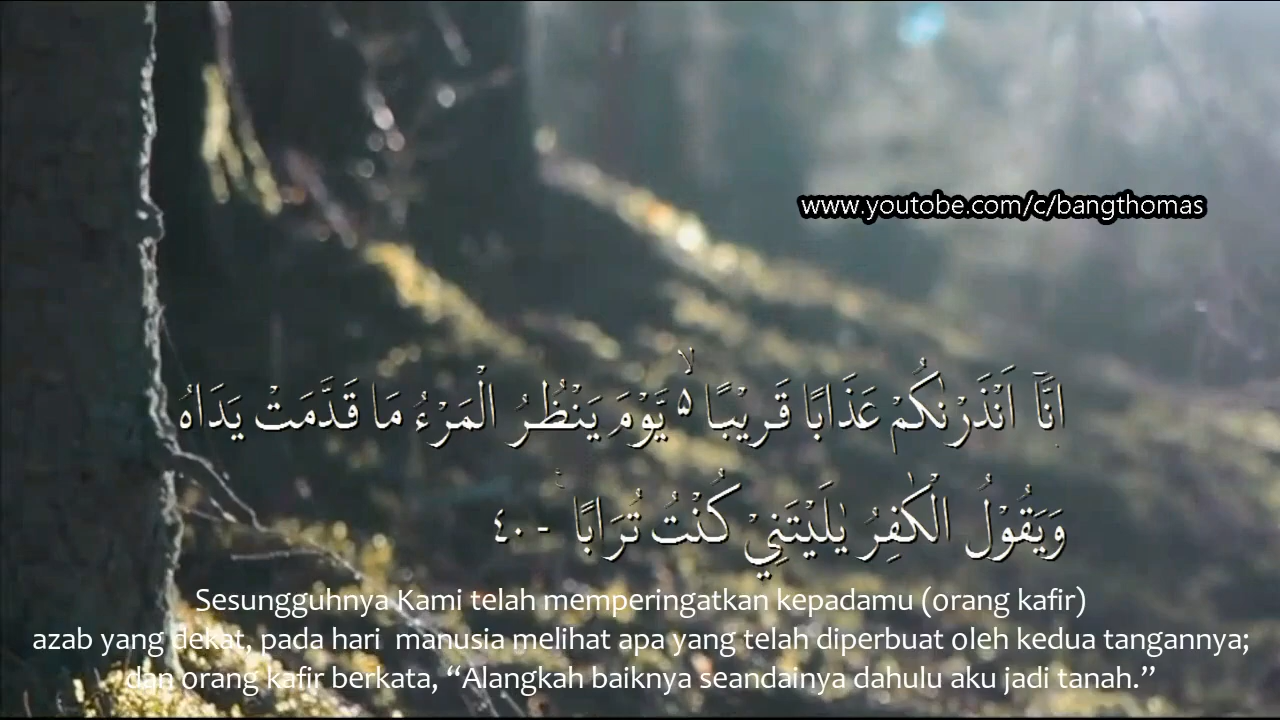 www.youtobe.com/c/bangthomas
اِنَّآ اَنْذَرْنٰكُمْ عَذَابًا قَرِيْبًا ەۙ يَّوْمَ يَنْظُرُ الْمَرْءُ مَا قَدَّمَتْ يَدَاهُ
وَيَقُوْلُ الْكٰفِرُ يٰلَيْتَنِيْ كُنْتُ تُرَابًا ࣖ - ٤٠
Sesungguhnya Kami telah memperingatkan kepadamu (orang kafir)
azab yang dekat, pada hari manusia melihat apa yang telah diperbuat oleh kedua tangannya;
dan orang kafir berkata, “Alangkah baiknya seandainya dahulu aku jadi tanah.”